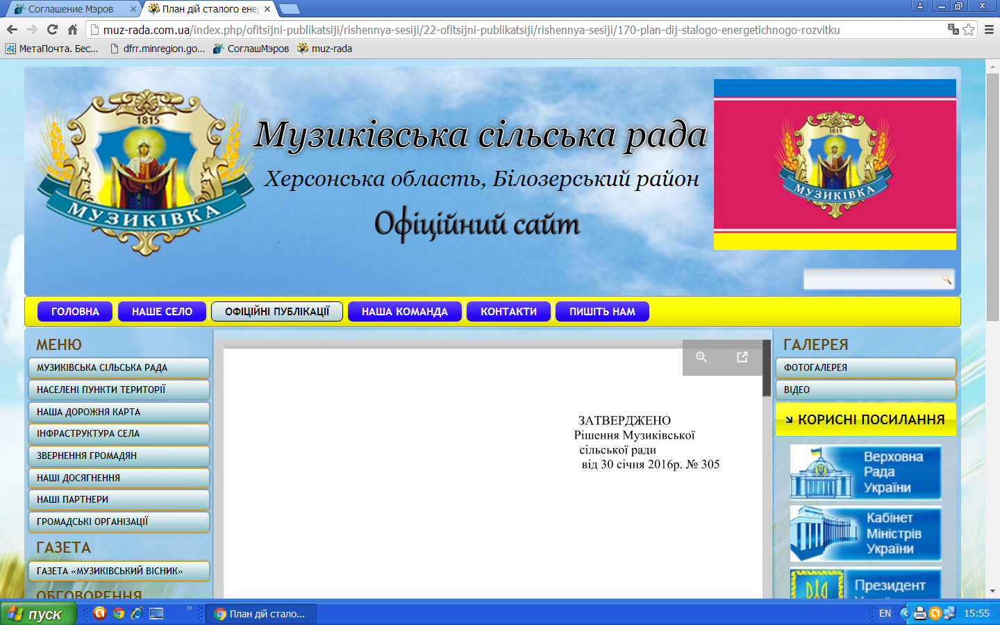 Соглашение Мэров
План дій сталого енер
muz-rada.com.ua/index.php/ofitsijni-publikatsiji/rishennya-sesiji/22-ofitsijni-publikatsiji/rishennya-sesiji/170-plan-dij-stalogo-energetichnogo-rozvitku
МетаПочта. Бес...
dfrr.minregion.go...
СоглашМэров
muz-rada
1815
МУЗИКІВКА
Музиківська сільська рада
Херсонська область, Білозерський район
Офіційний сайт
1815
МУЗИКІВКА
ГОЛОВНА
НАШЕ СЕЛО
ОФІЦІЙНІ ПУБЛІКАЦІЇ
НАША КОМАНДА
КОНТАКТИ
ПИШІТЬ НАМ
МЕНЮ
МУЗИКІВСЬКА СІЛЬСЬКА РАДА
НАСЕЛЕНІ ПУНКТИ ТЕРИТОРІЇ
НАША ДОРОЖНЯ КАРТА
ІНФРАСТРУКТУРА СЕЛА
ЗВЕРНЕННЯ ГРОМАДЯН
НАШІ ДОСЯГНЕННЯ
НАШІ ПАРТНЕРИ
ГРОМАДСЬКІ ОРГАНІЗАЦІЇ
ГАЗЕТА
ГАЗЕТА «МУЗИКІВСЬКИЙ ВІСНИК»
ОБГОВОРЕННЯ
ЗАТВЕРДЖЕНО
Рішення Музиківської
сільської ради
від 30 січня 2016р. № 305
ГАЛЕРЕЯ
ФОТОГАЛЕРЕЯ
ВІДЕО
КОРИСНІ ПОСИЛАННЯ
Верховна
Рада
України
Кабінет
Міністрів
України
Президент
пуск
План дій стало...
EN
15:55